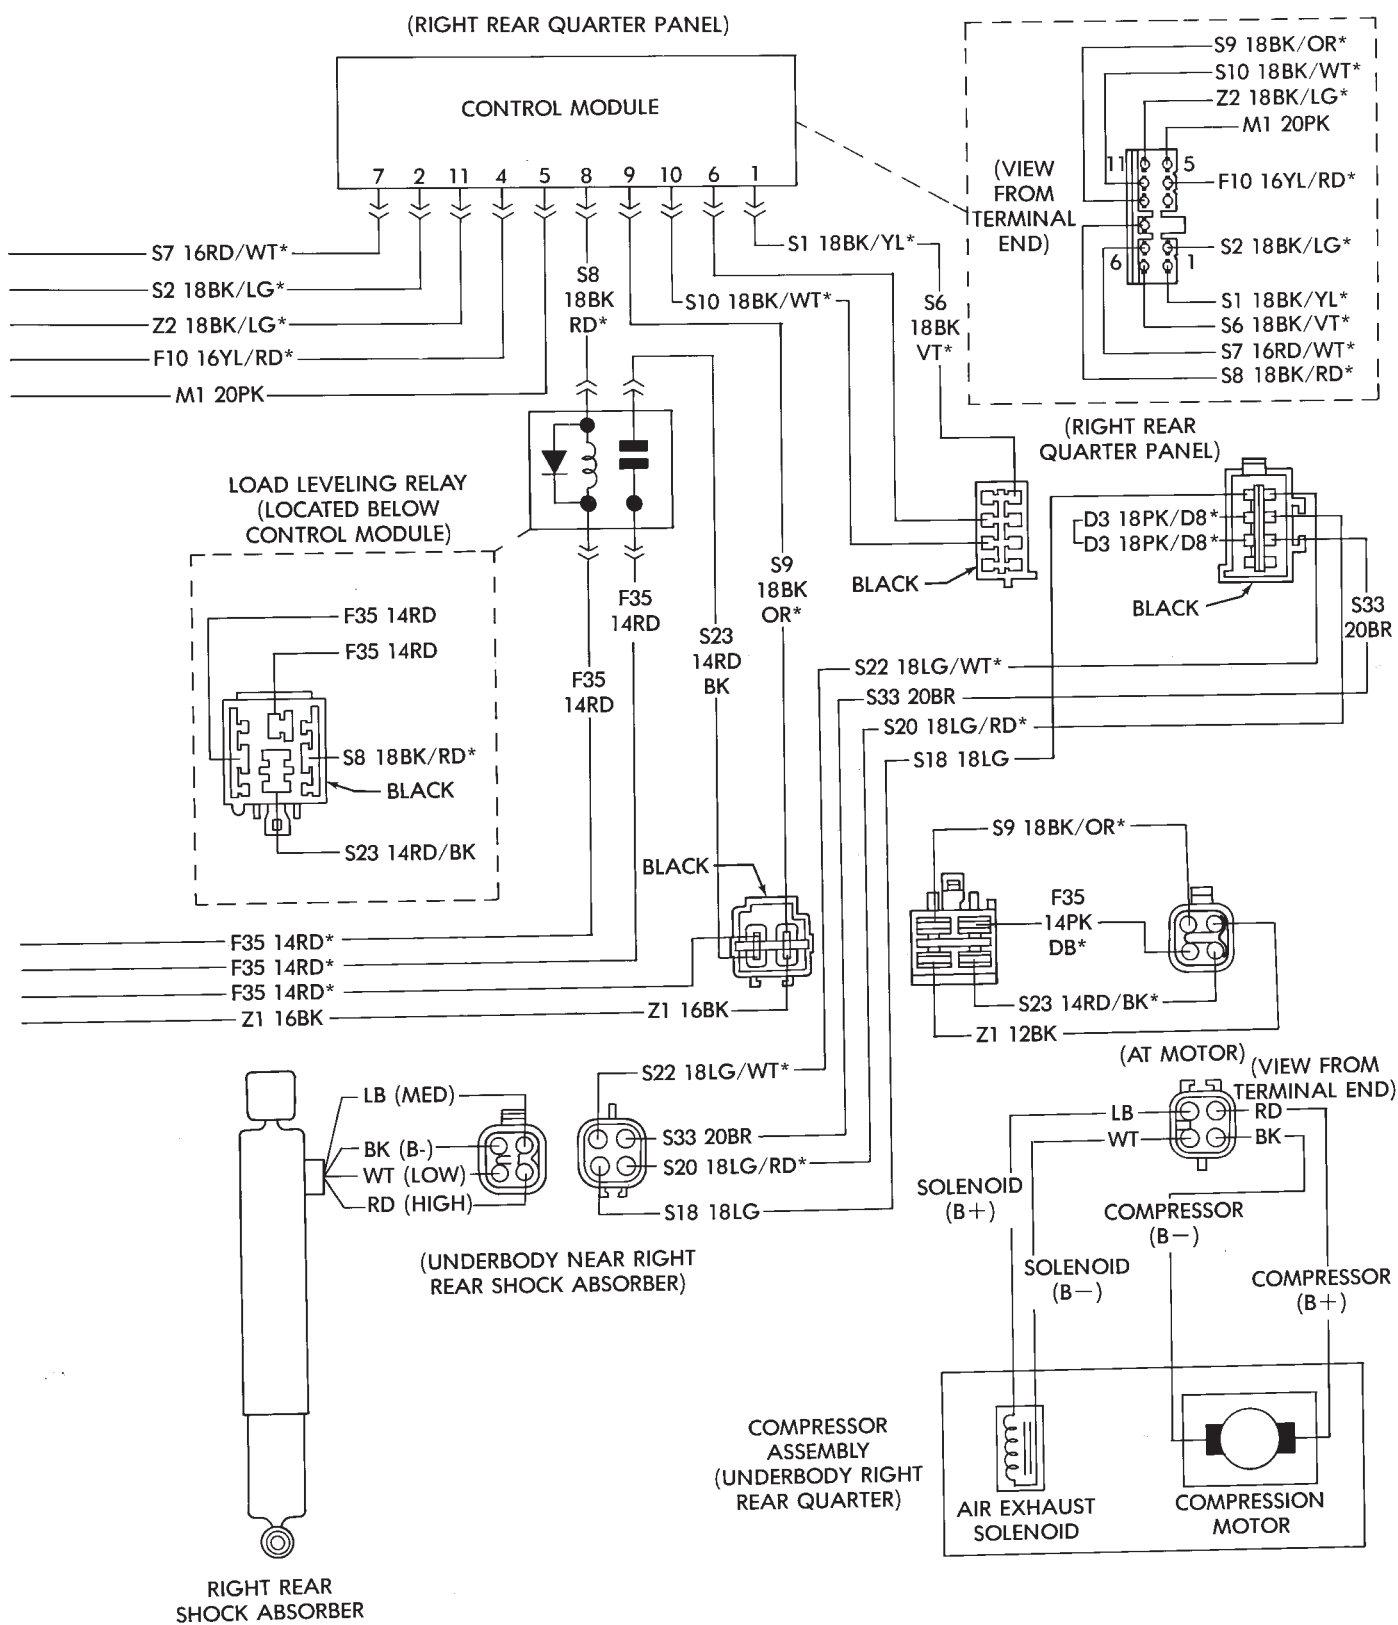 (RIGHT REAR QUARTER PANEL)
CONTROL MODULE
7 2 11 4 5 8 9 10 6 1
S7 16RD/WT*
S2 18BK/LG*
Z2 18BK/LG*
F10 16YL/RD*
M1 20PK
S8
18BK
RD*
S10 18BK/WT*
S1 18BK/YL*
S6
18BK
VT*
S9 18BK/OR*
S10 18BK/WT*
Z2 18BK/LG*
M1 20PK
11
5
(VIEW
FROM
TERMINAL
END)
F10 16YL/RD*
S2 18BK/LG*
6
1
S1 18BK/YL*
S6 18BK/VT*
S7 16RD/WT*
S8 18BK/RD*
(RIGHT REAR
QUARTER PANEL)
D3 18PK/D8*
D3 18PK/D8*
BLACK
BLACK
S33
20BR
LOAD LEVELING RELAY
(LOCATED BELOW
CONTROL MODULE)
F35 14RD
F35 14RD
S8 18BK/RD*
BLACK
S23 14RD/BK
F35
14RD
F35
14RD
S23
14RD
BK
S9
18BK
OR*
S22 18LG/WT*
S33 20BR
S20 18LG/RD*
S18 18LG
BLACK
F35 14RD*
F35 14RD*
F35 14RD*
Z1 16BK
Z1 16BK
S9 18BK/OR*
F35
14PK
DB*
S23 14RD/BK*
Z1 12BK
(AT MOTOR)
(VIEW FROM
TERMINAL END)
LB (MED)
BK (B-)
WT (LOW)
RD (HIGH)
S22 18LG/WT*
S33 20BR
S20 18LG/RD*
S18 18LG
(UNDERBODY NEAR RIGHT
REAR SHOCK ABSORBER)
LB
RD
WT
BK
SOLENOID
(B+)
SOLENOID
(B−)
COMPRESSOR
(B−)
COMPRESSOR
(B+)
COMPRESSOR
ASSEMBLY
(UNDERBODY RIGHT
REAR QUARTER)
AIR EXHAUST
SOLENOID
COMPRESSION
MOTOR
RIGHT REAR
SHOCK ABSORBER